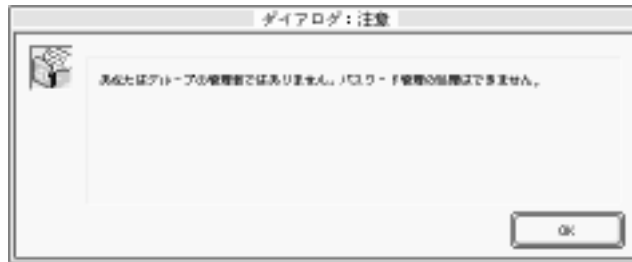 ダイアログ:注意
あなたはグループの管理者ではありません。パスワード管理の処理はできません。
OK